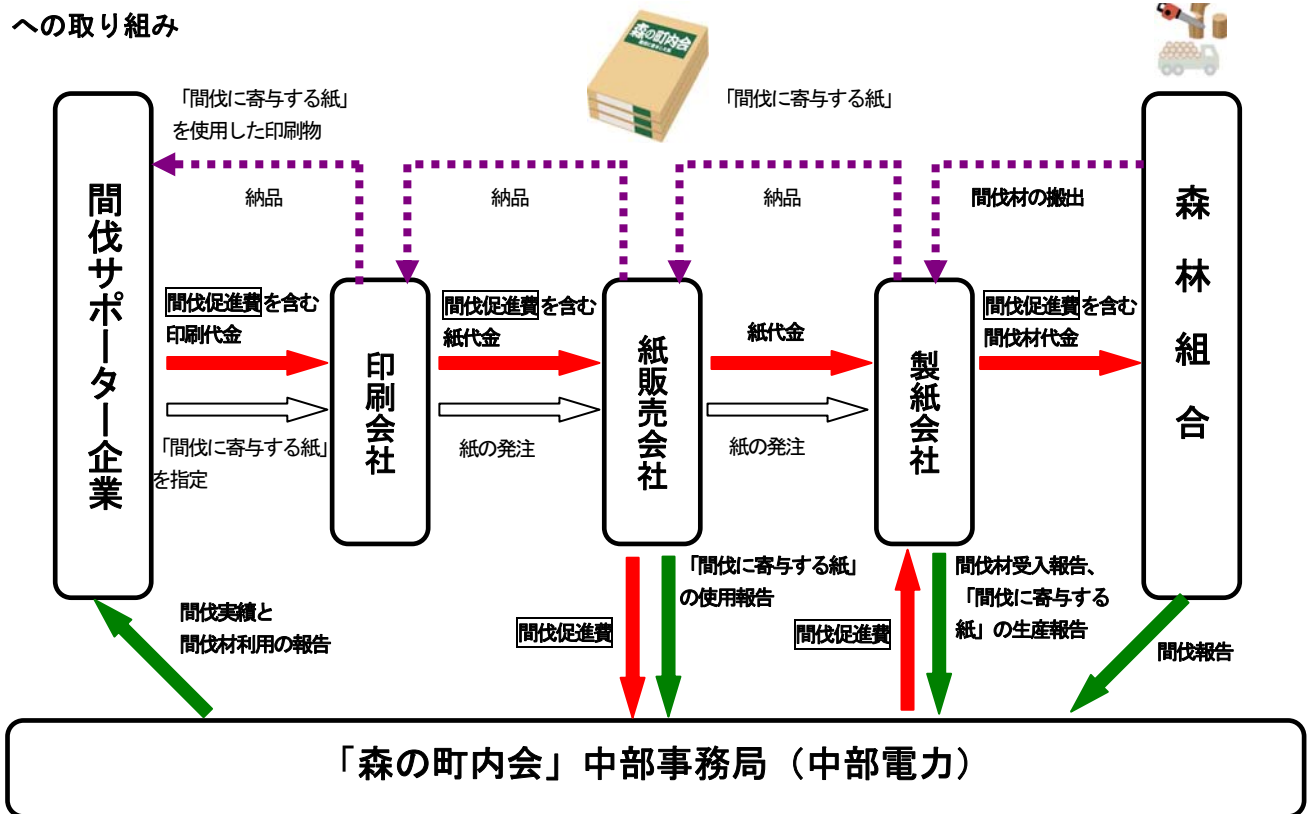 への取り組み
森の町内会
「間伐に寄与する紙」
を使用した印刷物
「間伐に寄与する紙」
納品
納品
納品
間伐材の搬出
間伐サポーター企業
森林組合
間伐促進費を含む
印刷代金
間伐促進費を含む
紙代金
紙代金
間伐促進費を含む
間伐材代金
印刷会社
紙販売会社
製紙会社
「間伐に寄与する紙」
を指定
紙の発注
紙の発注
間伐実績と
間伐材利用の報告
間伐促進費
「間伐に寄与する紙」
の使用報告
間伐促進費
間伐材受入報告、
「間伐に寄与する
紙」の生産報告
間伐報告
「森の町内会」中部事務局（中部電力）